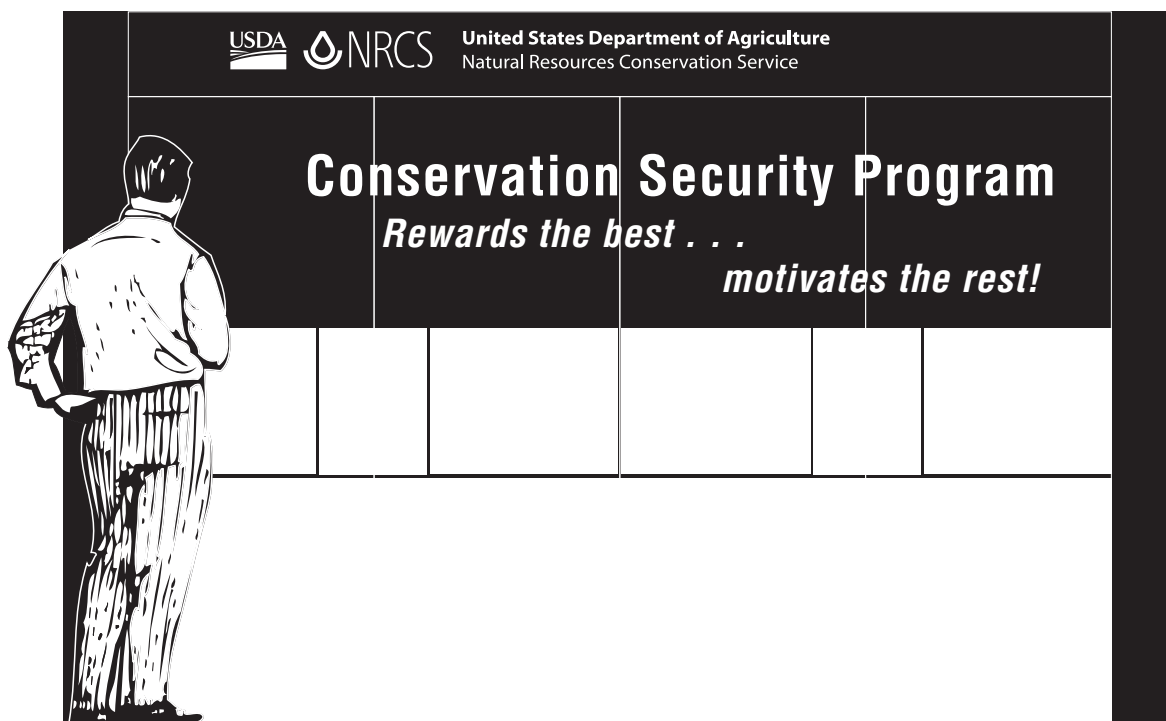 USDA NRCS United States Department of Agriculture
Natural Resources Conservation Service
Conservation Security Program
Rewards the best . . .
motivates the rest!